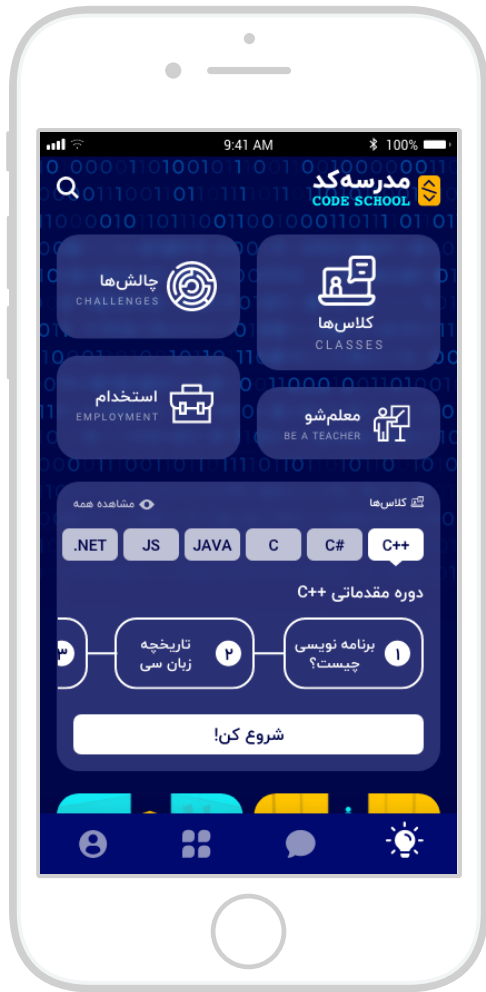 9:41 AM
100%
مدرسه‌کد
CODE SCHOOL
کلاس‌ها
CLASSES
چالش‌ها
CHALLENGES
معلم‌شو
BE A TEACHER
استخدام
EMPLOYMENT
کلاس‌ها
مشاهده همه
C++
C#
C
JAVA
JS
.NET
دوره مقدماتی C++
۱
برنامه نویسی
چیست؟
۲
تاریخچه
زبان سی
۳
شروع کن!